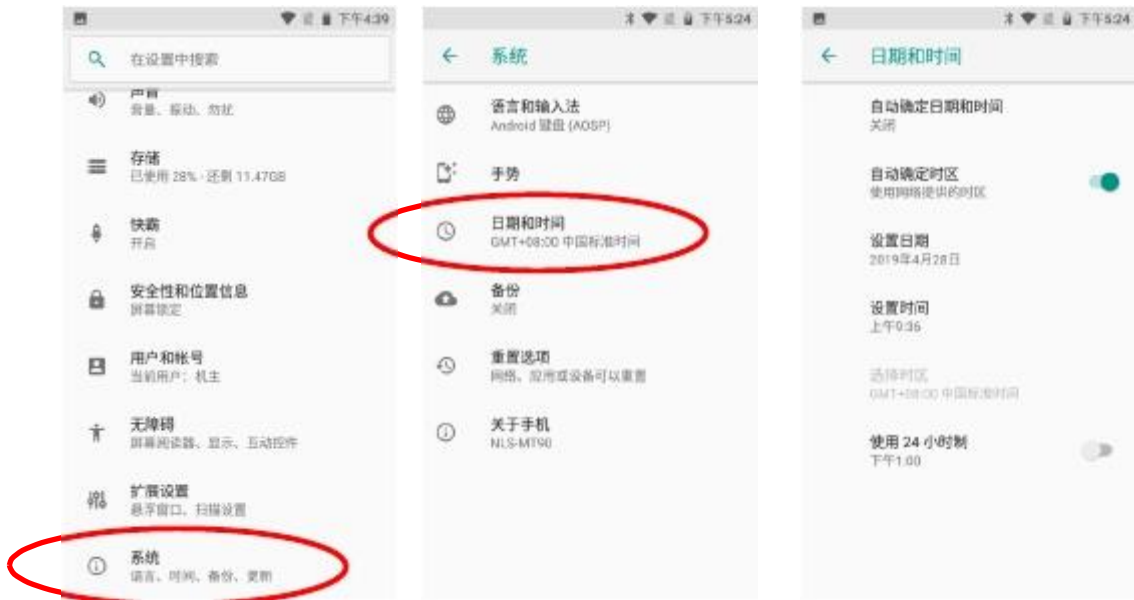 下午4:39
在设置中搜索
声音
音量、振动、勿扰
存储
已使用 28% - 还剩 11.47GB
快霸
开启
安全性和位置信息
屏幕锁定
用户和帐号
当前用户：机主
无障碍
屏幕阅读器、显示、互动控件
扩展设置
悬浮窗口、扫描设置
系统
语言、时间、备份、更新
下午5:24
系统
语言和输入法
Android 键盘 (AOSP)
手势
日期和时间
GMT+08:00 中国标准时间
备份
关闭
重置选项
网络、应用或设备可以重置
关于手机
NLS-MT90
下午5:24
日期和时间
自动确定日期和时间
关闭
自动确定时区
使用网络提供的时区
设置日期
2019年4月28日
设置时间
上午9:36
选择时区
GMT+08:00 中国标准时间
使用 24 小时制
下午1:00